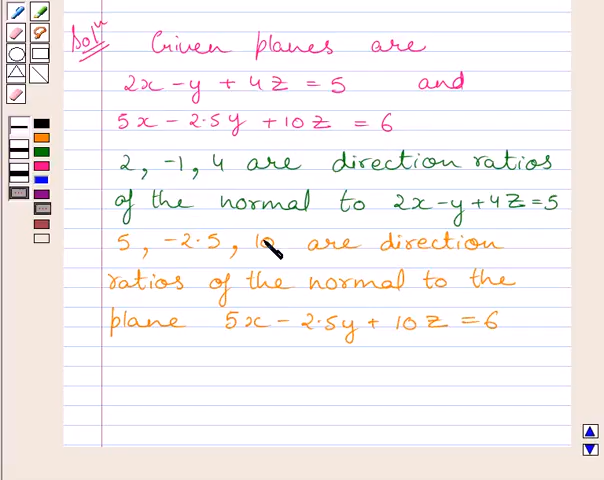 Solⁿ Given planes are
2x - y + 4z = 5 and
5x - 2.5y + 10z = 6
2, -1, 4 are direction ratios
of the normal to 2x-y+4z=5
5, -2.5, 10 are direction
ratios of the normal to the
plane 5x - 2.5y + 10z = 6